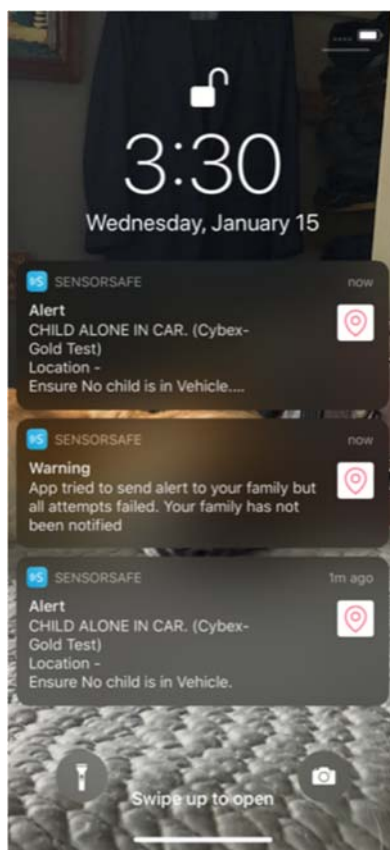 3:30
Wednesday, January 15
SENSORSAFE
now
Alert
CHILD ALONE IN CAR. (Cybex-
Gold Test)
Location -
Ensure No child is in Vehicle....
SENSORSAFE
now
Warning
App tried to send alert to your family but
all attempts failed. Your family has not
been notified
SENSORSAFE
1m ago
Alert
CHILD ALONE IN CAR. (Cybex-
Gold Test)
Location -
Ensure No child is in Vehicle.
Swipe up to open